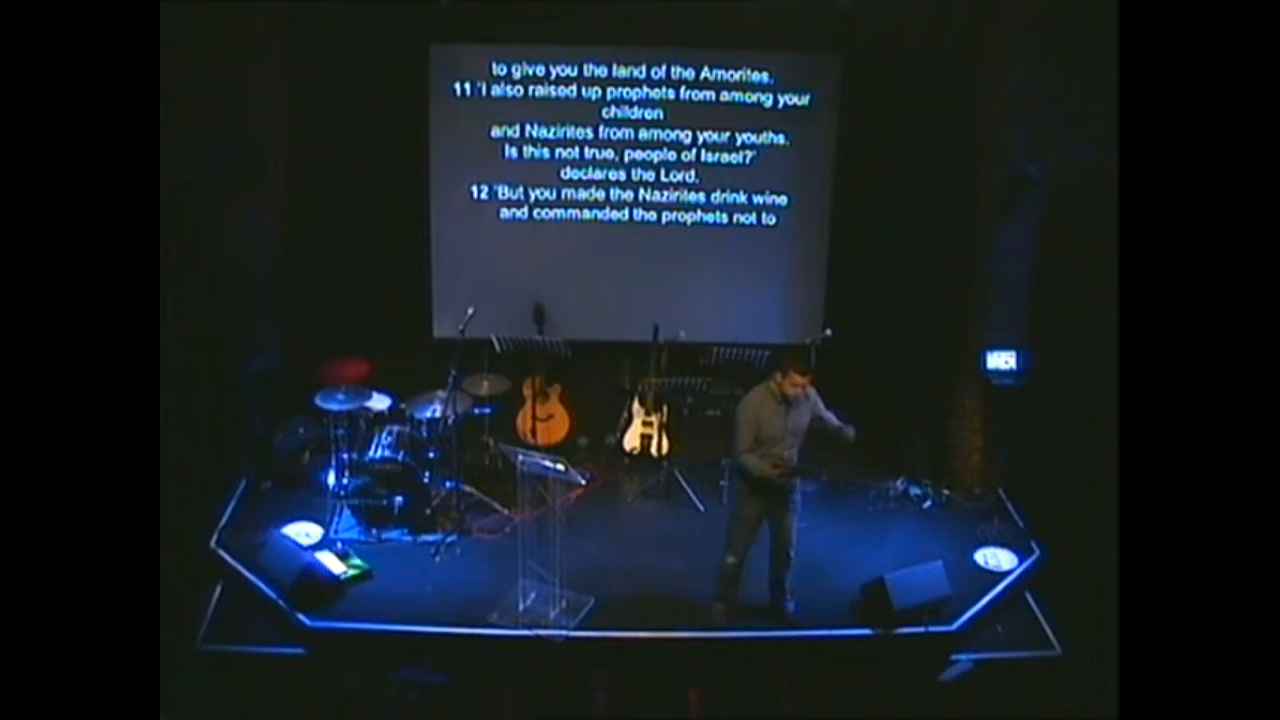 to give you the land of the Amorites.
11 'I also raised up prophets from among your
children
and Nazirites from among your youths.
Is this not true, people of Israel?'
declares the Lord.
12 'But you made the Nazirites drink wine
and commanded the prophets not to